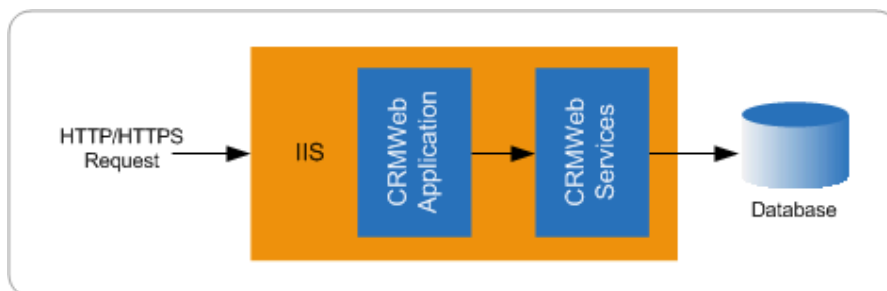 HTTP/HTTPS
Request
IIS
CRMWeb
Application
CRMWeb
Services
Database